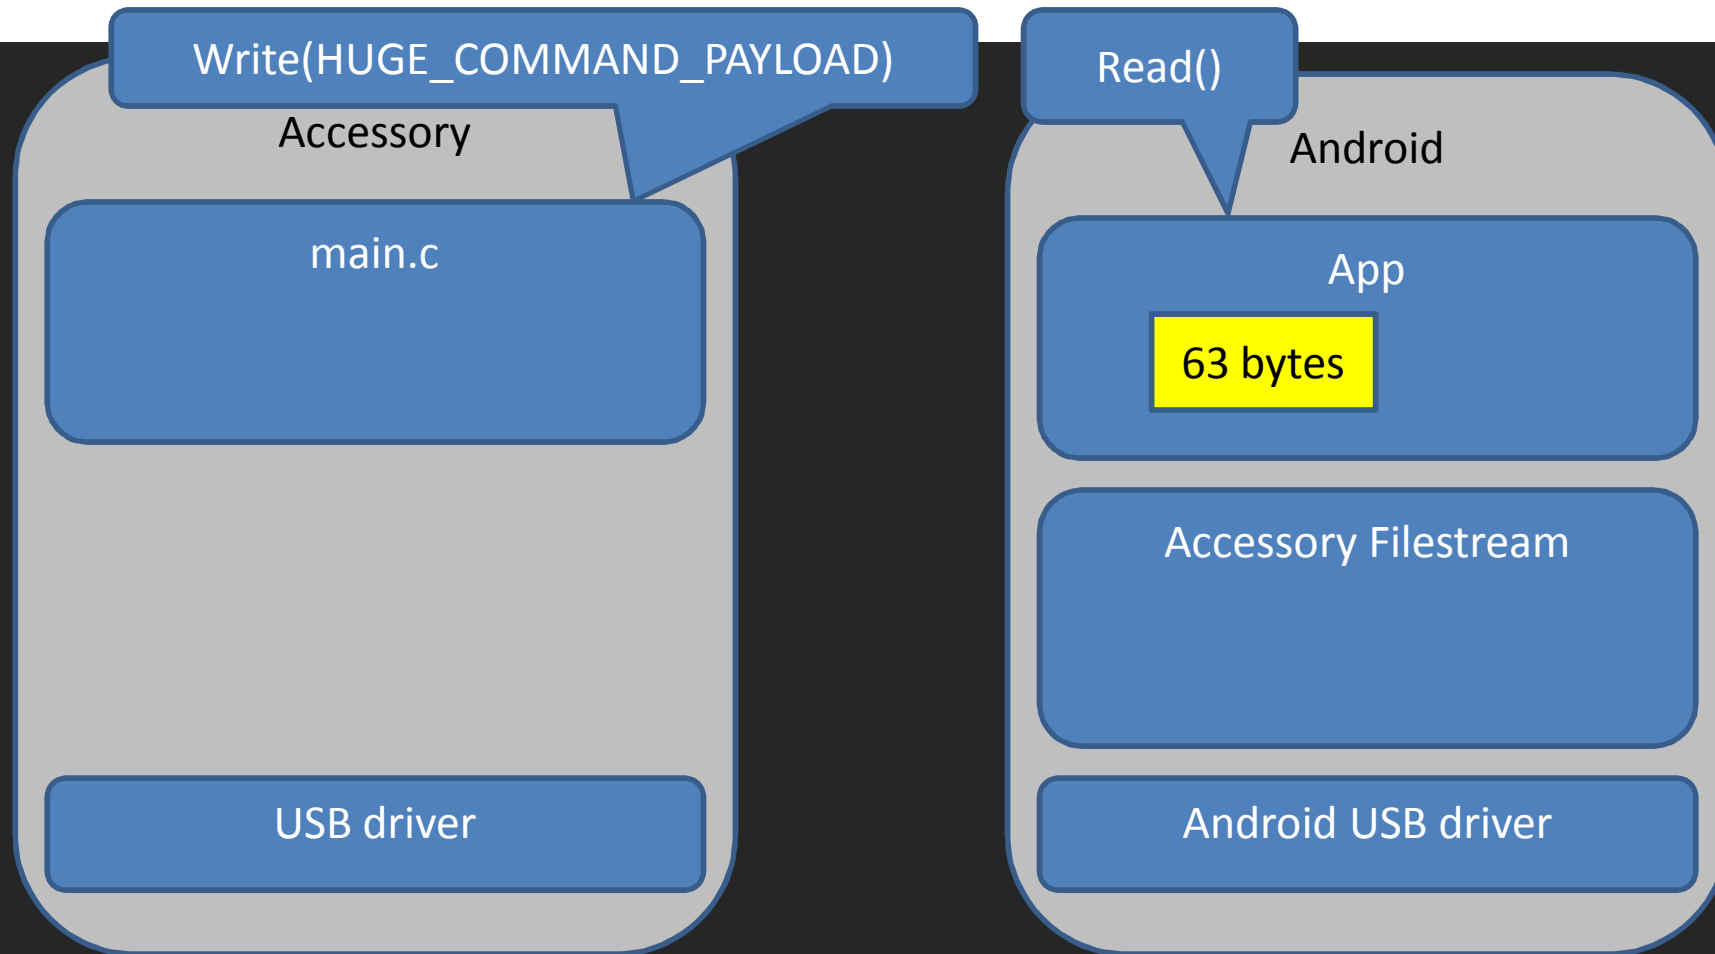 Write(HUGE_COMMAND_PAYLOAD)
Read()
Accessory
Android
main.c
App
63 bytes
Accessory Filestream
USB driver
Android USB driver